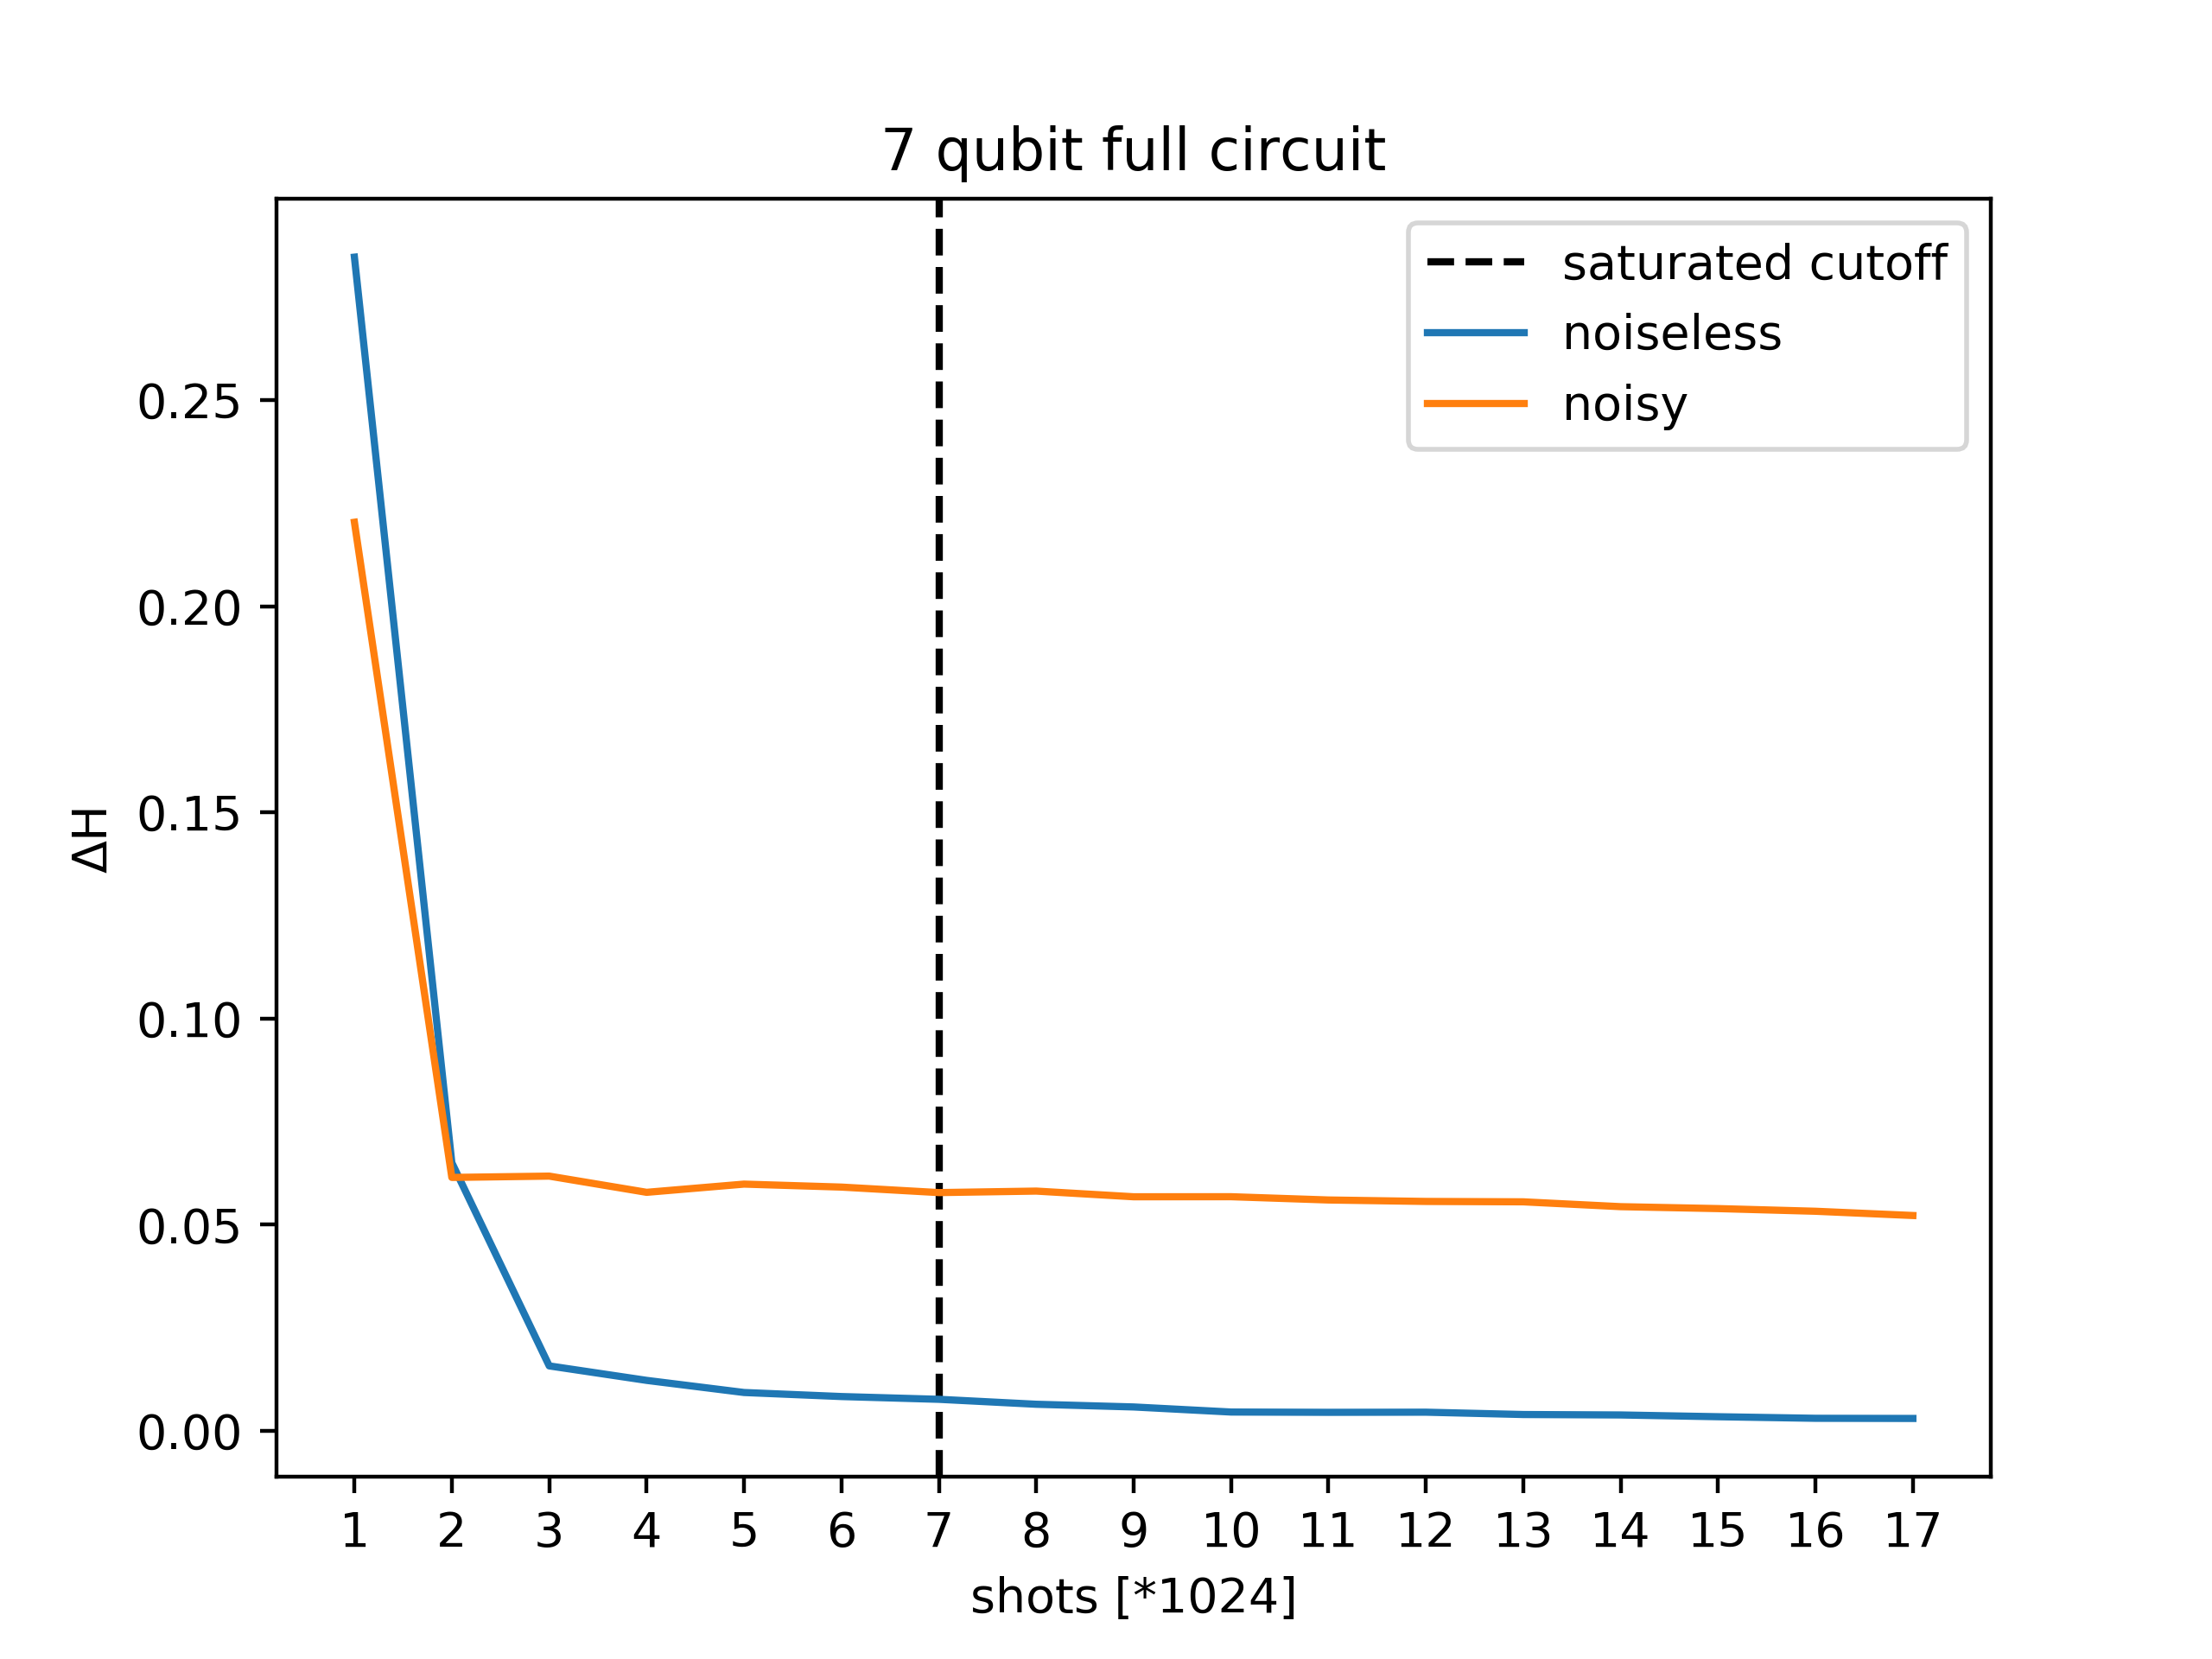 7 qubit full circuit
saturated cutoff
noiseless
noisy
0.25
0.20
0.15
0.10
0.05
0.00
ΔH
1 2 3 4 5 6 7 8 9 10 11 12 13 14 15 16 17
shots [*1024]